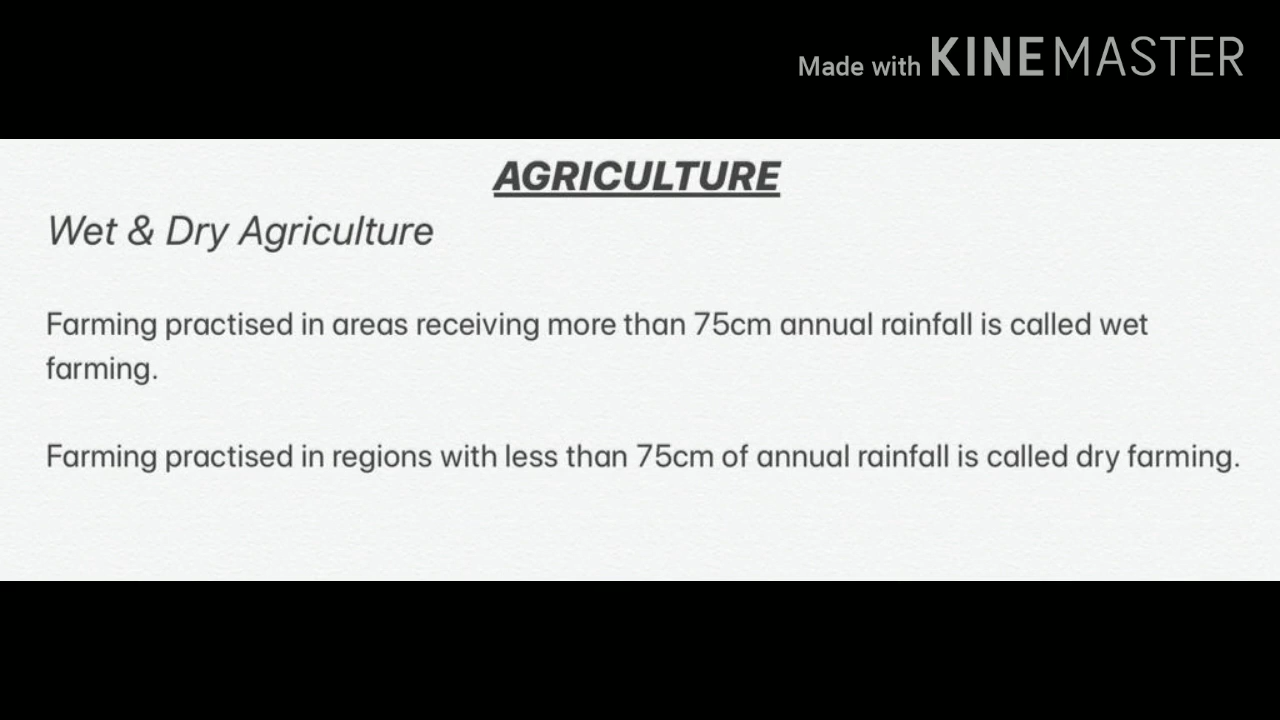 Made with KINEMASTER
AGRICULTURE
Wet & Dry Agriculture
Farming practised in areas receiving more than 75cm annual rainfall is called wet
farming.
Farming practised in regions with less than 75cm of annual rainfall is called dry farming.